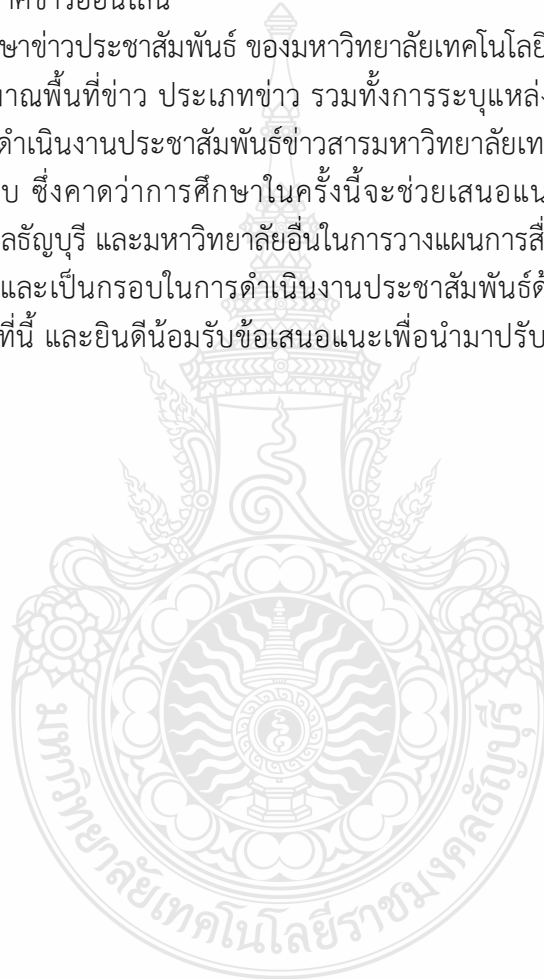 ษาข่าวประชาสัมพันธ์ ของมหาวิทยาลัยเทคโนโลยี
าณพื้นที่ข่าว ประเภทข่าว รวมทั้งการระบุแหล่ง
ดำเนินงานประชาสัมพันธ์ข่าวสารมหาวิทยาลัยเท
บ ซึ่งคาดว่าการศึกษาในครั้งนี้จะช่วยเสนอแน
ลธัญบุรี และมหาวิทยาลัยอื่นในการวางแผนการสื่
และเป็นกรอบในการดำเนินงานประชาสัมพันธ์ด้
ที่นี้ และยินดีน้อมรับข้อเสนอแนะเพื่อนำมาปรับ
มหาวิทยาลัยเทคโนโลยีราชมงคลธัญบุรี